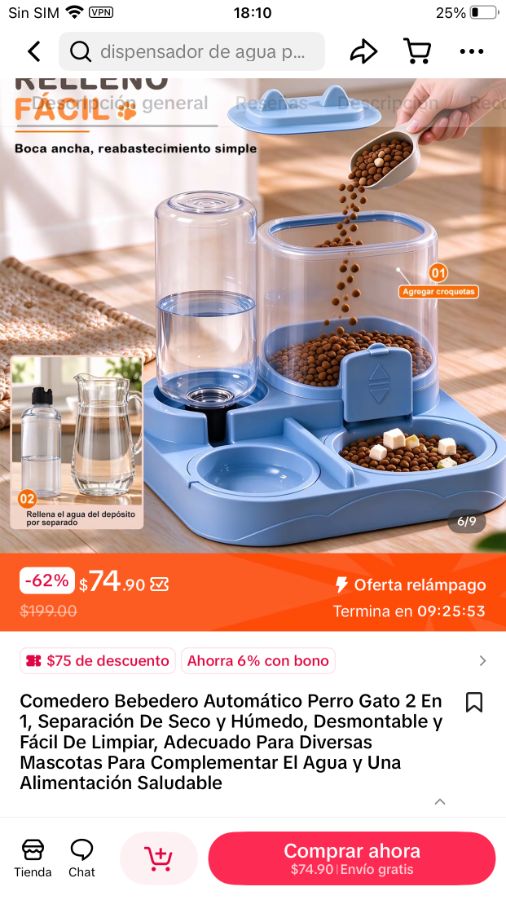 Sin SIM VPN 18:10 25%
dispensador de agua p...
RELLENO
FÁCIL
Descripción general Reseñas Descripción Reco
Boca ancha, reabastecimiento simple
01
Agregar croquetas
02
Rellena el agua del depósito
por separado
6/9
-62% $74.90
Oferta relámpago
$199.00
Termina en 09:25:53
$75 de descuento Ahorra 6% con bono
Comedero Bebedero Automático Perro Gato 2 En
1, Separación De Seco y Húmedo, Desmontable y
Fácil De Limpiar, Adecuado Para Diversas
Mascotas Para Complementar El Agua y Una
Alimentación Saludable
Tienda Chat
Comprar ahora
$74.90 | Envío gratis